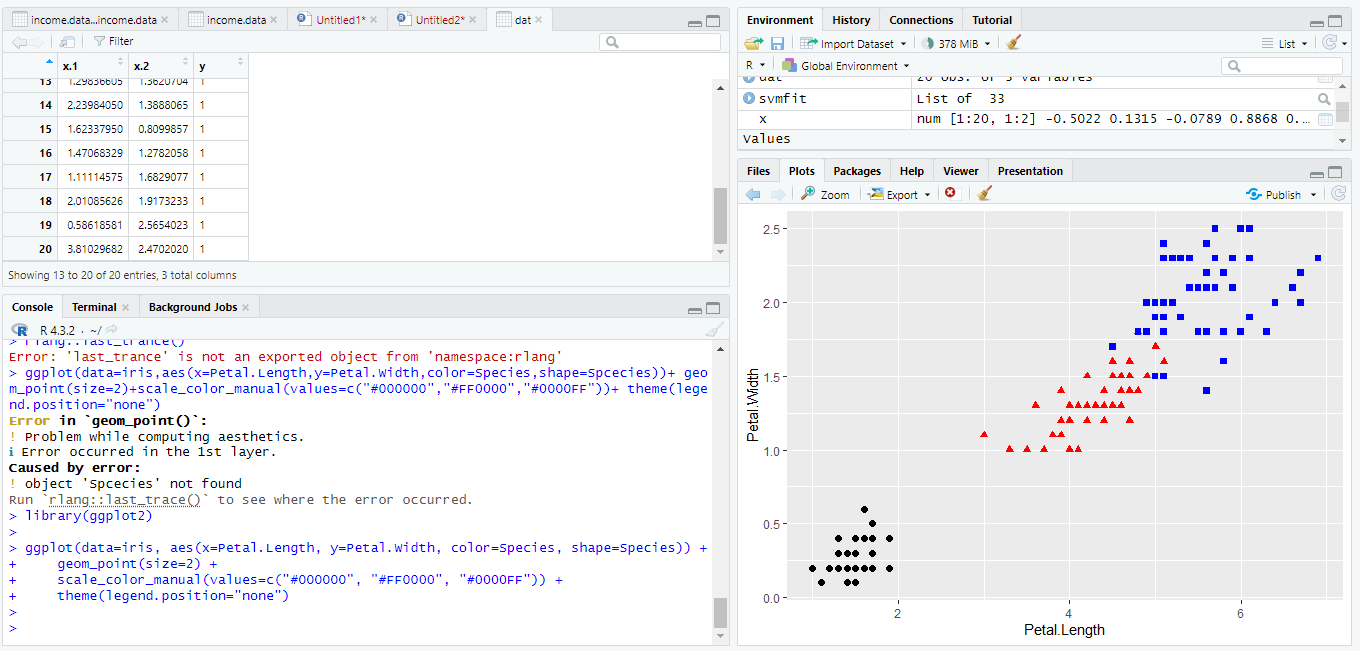 income.data...income.data
income.data
Untitled1*
Untitled2*
dat
Filter
x.1 x.2 y
13 1.29836605 1.3620704 1
14 2.23984050 1.3888065 1
15 1.62337950 0.8099857 1
16 1.47068329 1.2782058 1
17 1.11114575 1.6829077 1
18 2.01085626 1.9173233 1
19 0.58618581 2.5654023 1
20 3.81029682 2.4702020 1
Showing 13 to 20 of 20 entries, 3 total columns
Console Terminal Background Jobs
R R 4.3.2 · ~/
> rlang::last_trance()
Error: 'last_trance' is not an exported object from 'namespace:rlang'
> ggplot(data=iris,aes(x=Petal.Length,y=Petal.Width,color=Species,shape=Spcecies))+ geo
m_point(size=2)+scale_color_manual(values=c("#000000","#FF0000","#0000FF"))+ theme(lege
nd.position="none")
Error in `geom_point()`:
! Problem while computing aesthetics.
ℹ Error occurred in the 1st layer.
Caused by error:
! object 'Spcecies' not found
Run `rlang::last_trace()` to see where the error occurred.
> library(ggplot2)
>
> ggplot(data=iris, aes(x=Petal.Length, y=Petal.Width, color=Species, shape=Species)) +
+     geom_point(size=2) +
+     scale_color_manual(values=c("#000000", "#FF0000", "#0000FF")) +
+     theme(legend.position="none")
>
>
Environment History Connections Tutorial
Import Dataset 378 MiB List
R Global Environment
dat 20 obs. of 3 variables
svmfit List of 33
x num [1:20, 1:2] -0.5022 0.1315 -0.0789 0.8868 0.…
Values
Files Plots Packages Help Viewer Presentation
Zoom Export Publish
2.5
2.0
1.5
1.0
0.5
0.0
Petal.Width
2 4 6
Petal.Length